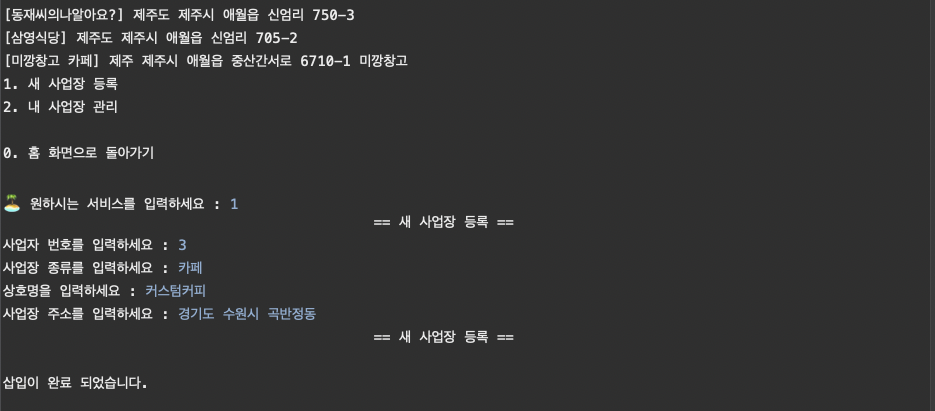 [동재씨의나알아요?] 제주도 제주시 애월읍 신엄리 750-3
[삼영식당] 제주도 제주시 애월읍 신엄리 705-2
[미깡창고 카페] 제주 제주시 애월읍 중산간서로 6710-1 미깡창고
1. 새 사업장 등록
2. 내 사업장 관리
0. 홈 화면으로 돌아가기
🏝 원하시는 서비스를 입력하세요 : 1
== 새 사업장 등록 ==
사업자 번호를 입력하세요 : 3
사업장 종류를 입력하세요 : 카페
상호명을 입력하세요 : 커스텀커피
사업장 주소를 입력하세요 : 경기도 수원시 곡반정동
== 새 사업장 등록 ==
삽입이 완료 되었습니다.